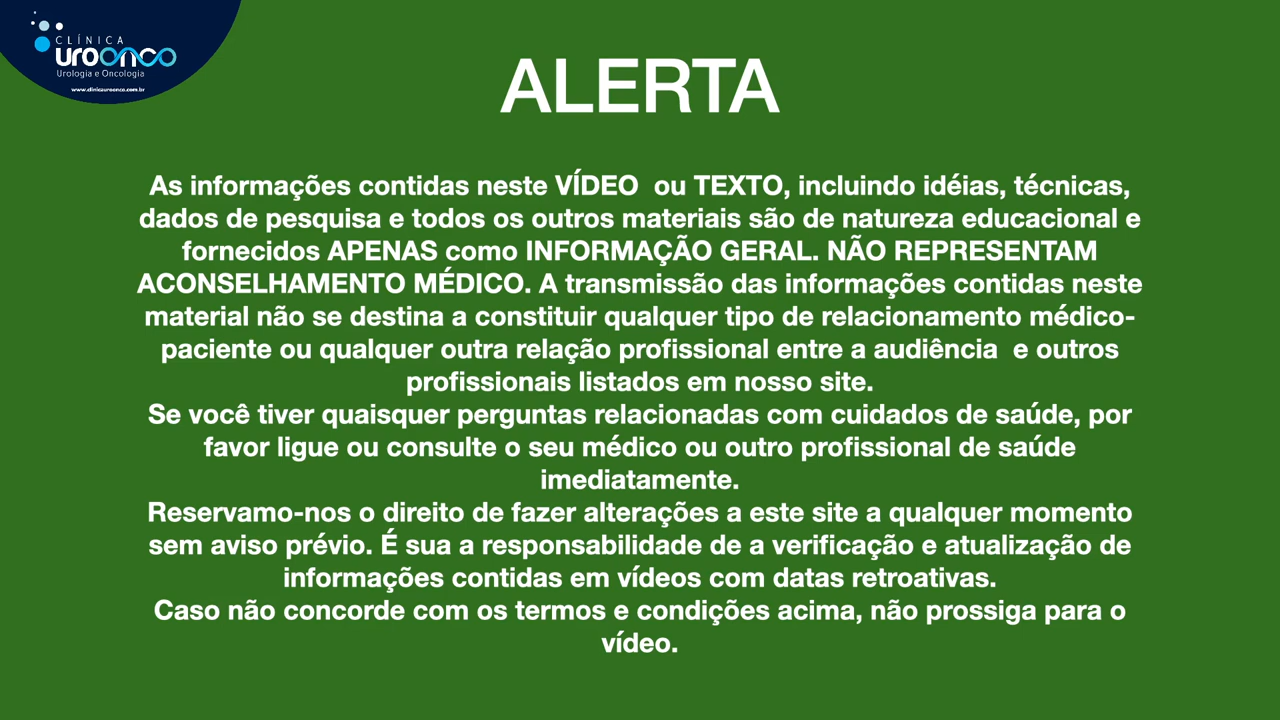 CLÍNICA
uroonco
Urologia e Oncologia
www.clinicauroonco.com.br
ALERTA
As informações contidas neste VÍDEO  ou TEXTO, incluindo idéias, técnicas,
dados de pesquisa e todos os outros materiais são de natureza educacional e
fornecidos APENAS como INFORMAÇÃO GERAL. NÃO REPRESENTAM
ACONSELHAMENTO MÉDICO. A transmissão das informações contidas neste
material não se destina a constituir qualquer tipo de relacionamento médico-
paciente ou qualquer outra relação profissional entre a audiência  e outros
profissionais listados em nosso site.
Se você tiver quaisquer perguntas relacionadas com cuidados de saúde, por
favor ligue ou consulte o seu médico ou outro profissional de saúde
imediatamente.
Reservamo-nos o direito de fazer alterações a este site a qualquer momento
sem aviso prévio. É sua a responsabilidade de a verificação e atualização de
informações contidas em vídeos com datas retroativas.
Caso não concorde com os termos e condições acima, não prossiga para o
vídeo.